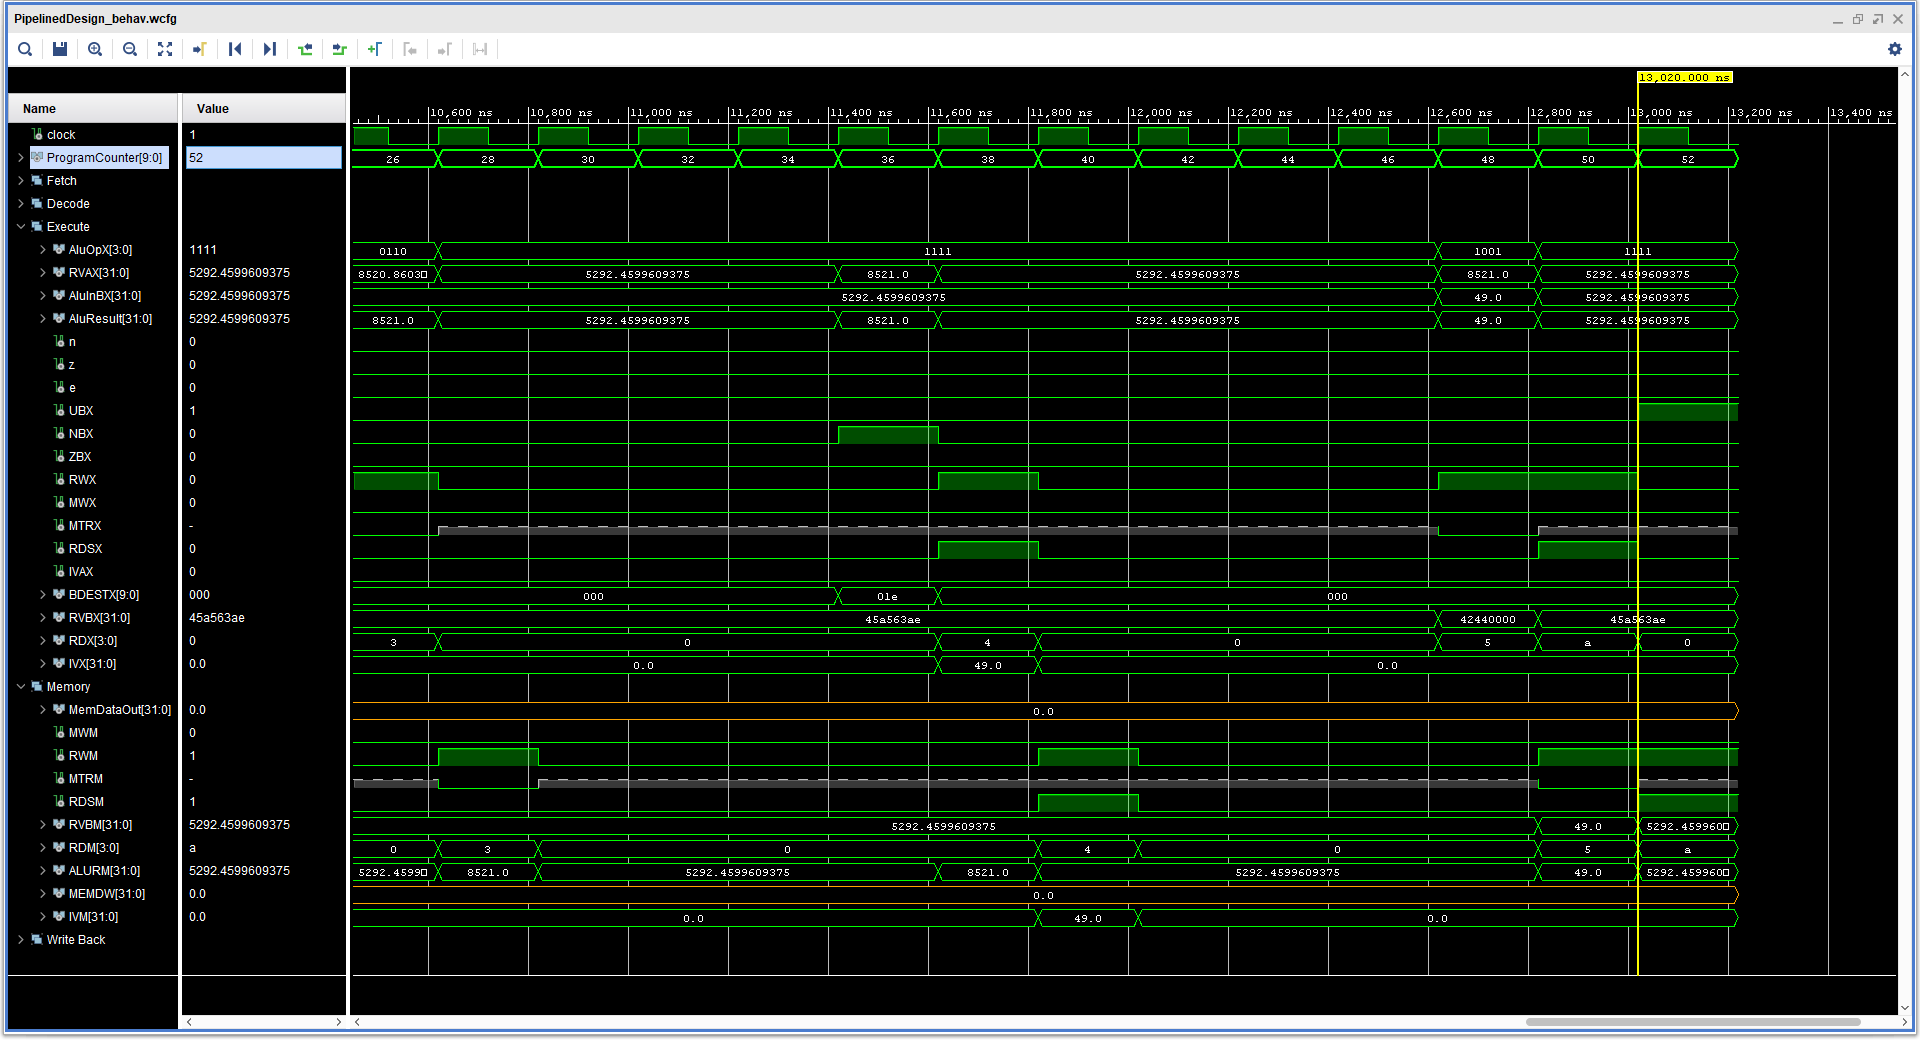 PipelinedDesign_behav.wcfg
13,020.000 ns
Name Value
10,600 ns 10,800 ns 11,000 ns 11,200 ns 11,400 ns 11,600 ns 11,800 ns 12,000 ns 12,200 ns 12,400 ns 12,600 ns 12,800 ns 13,000 ns 13,200 ns 13,400 ns
clock 1
ProgramCounter[9:0] 52 26 28 30 32 34 36 38 40 42 44 46 48 50 52
Fetch
Decode
Execute
AluOpX[3:0] 1111 0110 1111 1001 1111
RVAX[31:0] 5292.4599609375 8520.8603 5292.4599609375 8521.0 5292.4599609375 8521.0 5292.4599609375
AluInBX[31:0] 5292.4599609375 5292.4599609375 49.0 5292.4599609375
AluResult[31:0] 5292.4599609375 8521.0 5292.4599609375 8521.0 5292.4599609375 49.0 5292.4599609375
n 0
z 0
e 0
UBX 1
NBX 0
ZBX 0
RWX 0
MWX 0
MTRX -
RDSX 0
IVAX 0
BDESTX[9:0] 000 000 01e 000
RVBX[31:0] 45a563ae 45a563ae 42440000 45a563ae
RDX[3:0] 0 3 0 4 0 5 a 0
IVX[31:0] 0.0 0.0 49.0 0.0
Memory
MemDataOut[31:0] 0.0 0.0
MWM 0
RWM 1
MTRM -
RDSM 1
RVBM[31:0] 5292.4599609375 5292.4599609375 49.0 5292.459960
RDM[3:0] a 0 3 0 4 0 5 a
ALURM[31:0] 5292.4599609375 5292.4599 8521.0 5292.4599609375 8521.0 5292.4599609375 49.0 5292.459960
MEMDW[31:0] 0.0 0.0
IVM[31:0] 0.0 0.0 49.0 0.0
Write Back